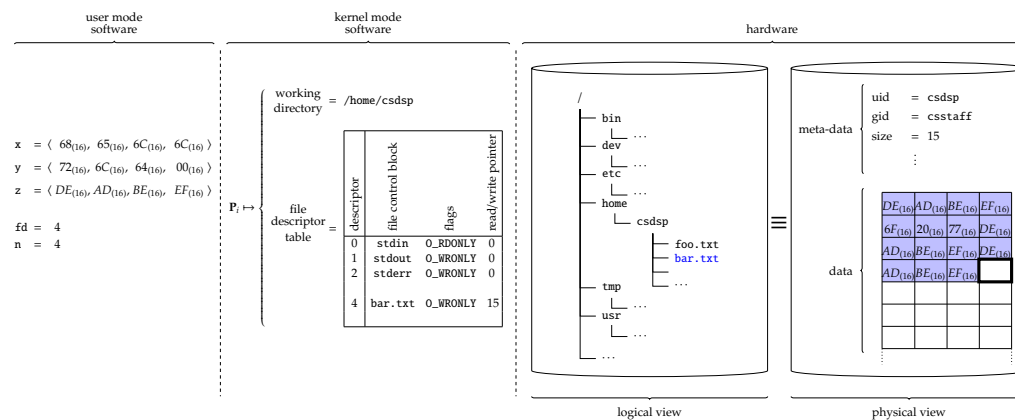 user mode
software
kernel mode
software
hardware
x = ⟨ 68(16), 65(16), 6C(16), 6C(16) ⟩
y = ⟨ 72(16), 6C(16), 64(16), 00(16) ⟩
z = ⟨ DE(16), AD(16), BE(16), EF(16) ⟩
fd = 4
n = 4
Pi ↦
working
directory = /home/csdsp
file
descriptor
table =
descriptor file control block flags read/write pointer
0 stdin O_RDONLY 0
1 stdout O_WRONLY 0
2 stderr O_WRONLY 0
4 bar.txt O_WRONLY 15
/
bin
...
dev
...
etc
...
home
csdsp
foo.txt
bar.txt
...
tmp
...
usr
...
...
logical view
≡
meta-data
uid = csdsp
gid = csstaff
size = 15
⋮
data
DE(16) AD(16) BE(16) EF(16)
6F(16) 20(16) 77(16) DE(16)
AD(16) BE(16) EF(16) DE(16)
AD(16) BE(16) EF(16)
physical view